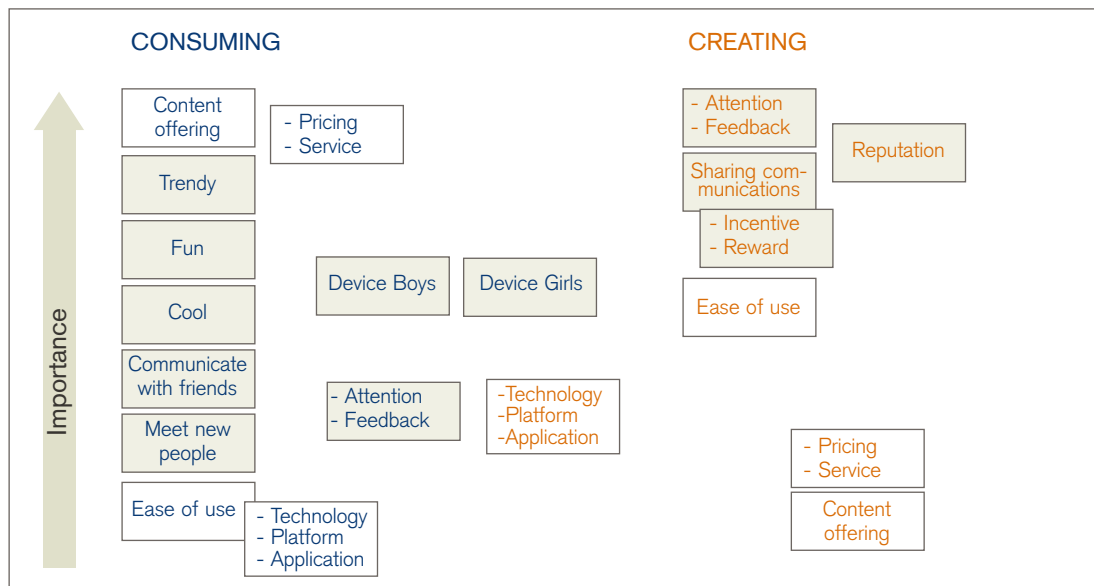 CONSUMING
CREATING
Importance
Content
offering
- Pricing
- Service
Trendy
Fun
Cool
Communicate
with friends
Meet new
people
Ease of use
- Technology
- Platform
- Application
Device Boys
Device Girls
- Attention
- Feedback
-Technology
-Platform
-Application
- Attention
- Feedback
Reputation
Sharing com-
munications
- Incentive
- Reward
Ease of use
- Pricing
- Service
Content
offering